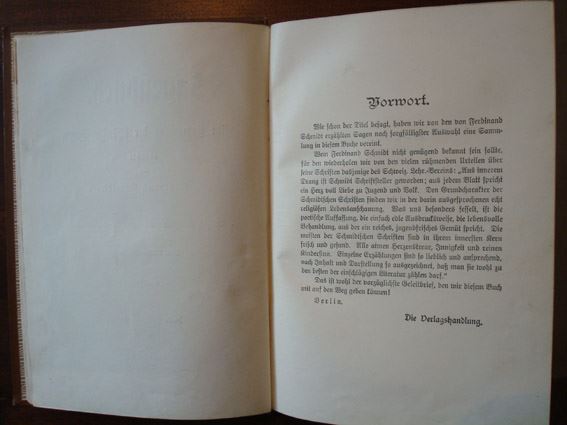 Vorwort.
Wie schon der Titel besagt, haben wir von den von Ferdinand
Schmidt erzählten Sagen nach sorgfältigster Auswahl eine Samm-
lung in diesem Buche vereint.
Wem Ferdinand Schmidt nicht genügend bekannt sein sollte,
für den wiederholen wir von den vielen rühmenden Urteilen über
seine Schriften dasjenige des Schweiz. Lehr.-Vereins: „Aus innerem
Drang ist Schmidt Schriftsteller geworden; aus jedem Blatt spricht
ein Herz voll Liebe zu Jugend und Volk. Den Grundcharakter der
Schmidtschen Schriften finden wir in der darin ausgesprochenen echt
religiösen Lebensanschauung. Was uns besonders fesselt, ist die
poetische Auffassung, die einfach edle Ausdrucksweise, die lebensvolle
Behandlung, aus der ein reiches, jugendfrisches Gemüt spricht. Die
meisten der Schmidtschen Schriften sind in ihrem innersten Kern
frisch und gesund. Alle atmen Herzenstreue, Innigkeit und reinen
Kindersinn. Einzelne Erzählungen sind so lieblich und ansprechend,
nach Inhalt und Darstellung so ausgezeichnet, daß man sie wohl zu
den besten der einschlägigen Literatur zählen darf.“
Das ist wohl der vorzüglichste Geleitbrief, den wir diesem Buch
mit auf den Weg geben können!
Berlin.
Die Verlagshandlung.